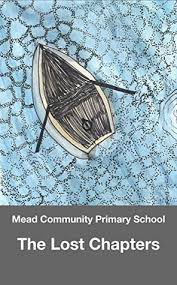 Mead Community Primary School
The Lost Chapters